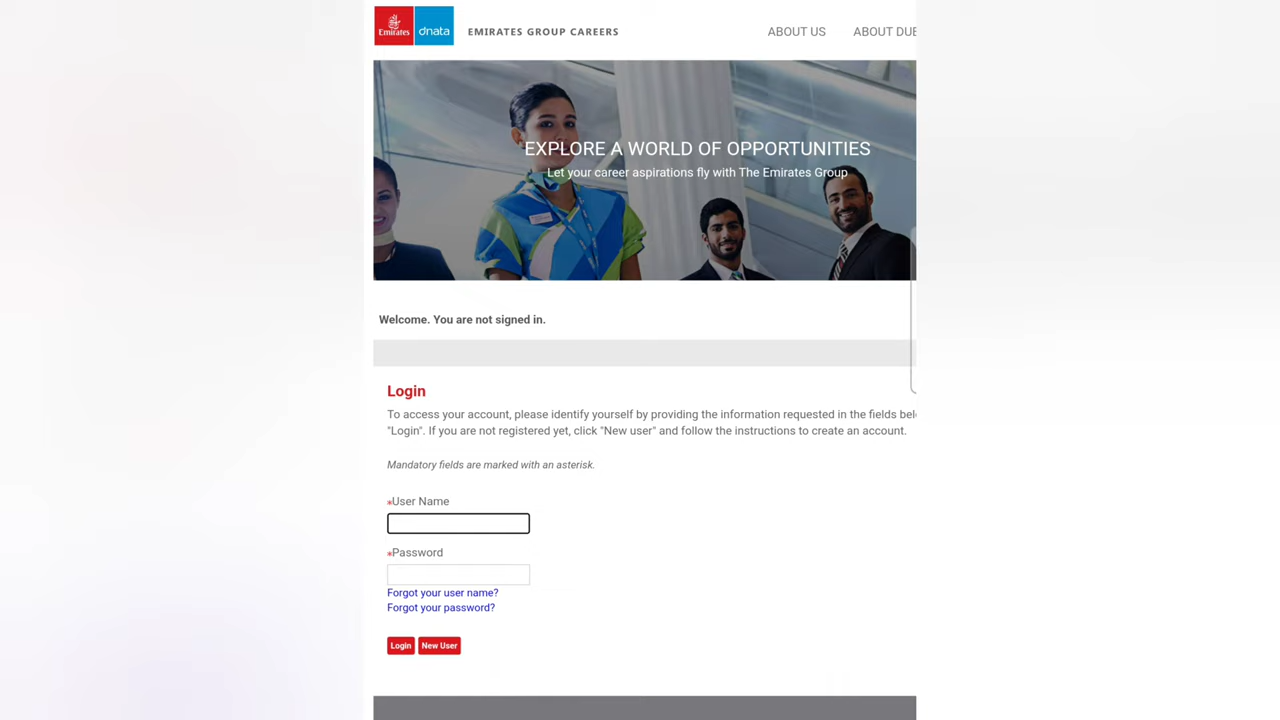 Emirates
dnata
EMIRATES GROUP CAREERS
ABOUT US
ABOUT DUB
EXPLORE A WORLD OF OPPORTUNITIES
Let your career aspirations fly with The Emirates Group
Welcome. You are not signed in.
Login
To access your account, please identify yourself by providing the information requested in the fields bel
"Login". If you are not registered yet, click "New user" and follow the instructions to create an account.
Mandatory fields are marked with an asterisk.
*User Name
*Password
Forgot your user name?
Forgot your password?
Login
New User